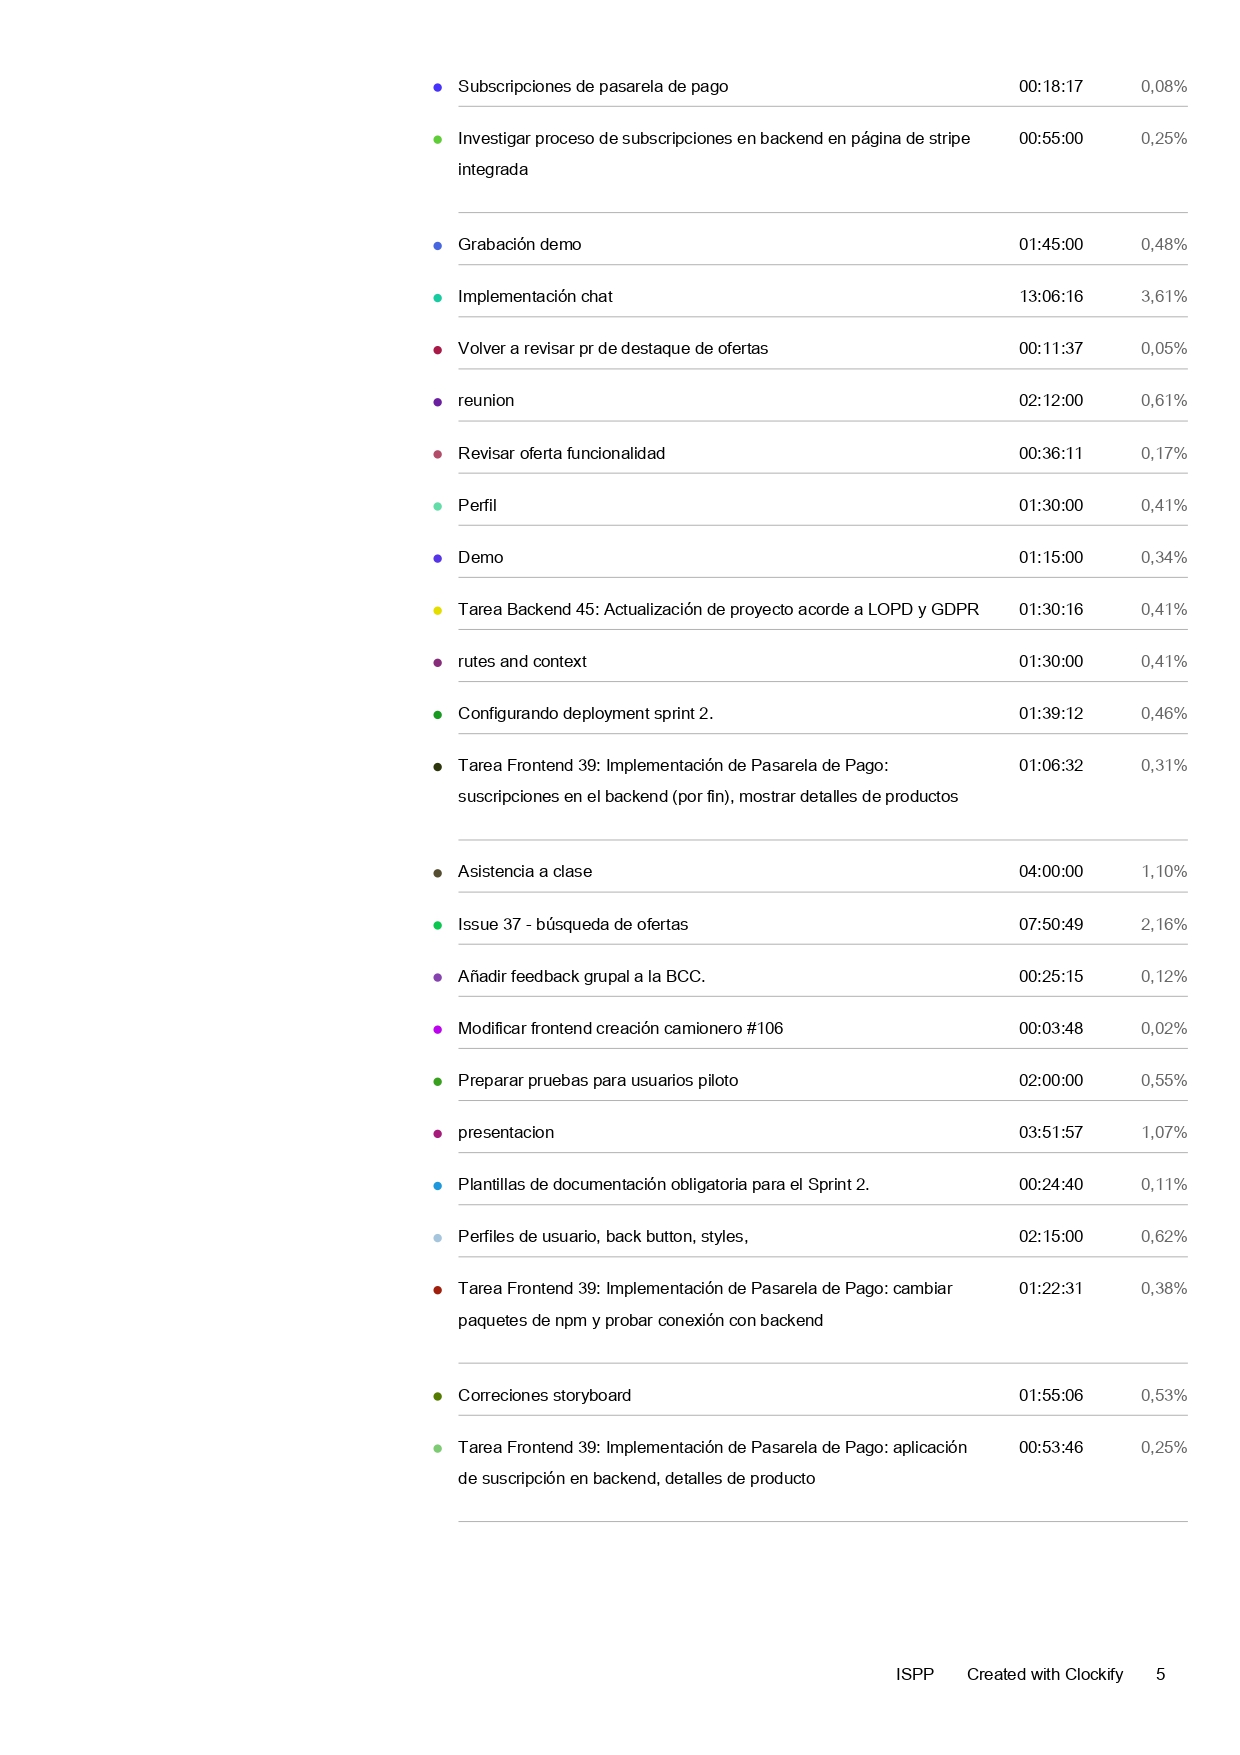 Subscripciones de pasarela de pago 00:18:17 0,08%
Investigar proceso de subscripciones en backend en página de stripe 00:55:00 0,25%
integrada
Grabación demo 01:45:00 0,48%
Implementación chat 13:06:16 3,61%
Volver a revisar pr de destaque de ofertas 00:11:37 0,05%
reunion 02:12:00 0,61%
Revisar oferta funcionalidad 00:36:11 0,17%
Perfil 01:30:00 0,41%
Demo 01:15:00 0,34%
Tarea Backend 45: Actualización de proyecto acorde a LOPD y GDPR 01:30:16 0,41%
rutes and context 01:30:00 0,41%
Configurando deployment sprint 2. 01:39:12 0,46%
Tarea Frontend 39: Implementación de Pasarela de Pago: 01:06:32 0,31%
suscripciones en el backend (por fin), mostrar detalles de productos
Asistencia a clase 04:00:00 1,10%
Issue 37 - búsqueda de ofertas 07:50:49 2,16%
Añadir feedback grupal a la BCC. 00:25:15 0,12%
Modificar frontend creación camionero #106 00:03:48 0,02%
Preparar pruebas para usuarios piloto 02:00:00 0,55%
presentacion 03:51:57 1,07%
Plantillas de documentación obligatoria para el Sprint 2. 00:24:40 0,11%
Perfiles de usuario, back button, styles, 02:15:00 0,62%
Tarea Frontend 39: Implementación de Pasarela de Pago: cambiar 01:22:31 0,38%
paquetes de npm y probar conexión con backend
Correciones storyboard 01:55:06 0,53%
Tarea Frontend 39: Implementación de Pasarela de Pago: aplicación 00:53:46 0,25%
de suscripción en backend, detalles de producto
ISPP Created with Clockify 5